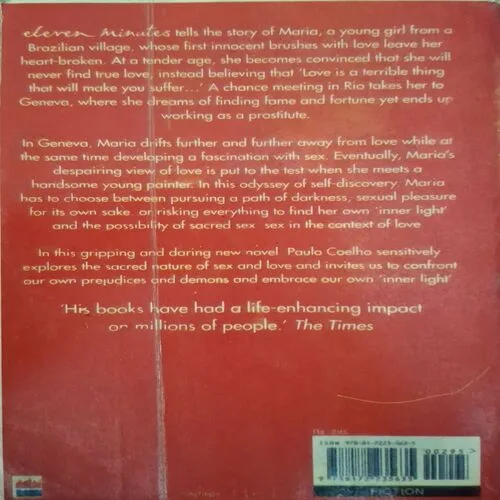 eleven minutes tells the story of Maria, a young girl from a
Brazilian village, whose first innocent brushes with love leave her
heart-broken. At a tender age, she becomes convinced that she will
never find true love, instead believing that 'Love is a terrible thing
that will make you suffer...' A chance meeting in Rio takes her to
Geneva, where she dreams of finding fame and fortune yet ends up
working as a prostitute.
In Geneva, Maria drifts further and further away from love while at
the same time developing a fascination with sex. Eventually, Maria's
despairing view of love is put to the test when she meets a
handsome young painter. In this odyssey of self-discovery, Maria
has to choose between pursuing a path of darkness, sexual pleasure
for its own sake, or risking everything to find her own 'inner light'
and the possibility of sacred sex, sex in the context of love
In this gripping and daring new novel, Paulo Coelho sensitively
explores the sacred nature of sex and love and invites us to confront
our own prejudices and demons and embrace our own 'inner light'
'His books have had a life-enhancing impact
on millions of people.' The Times
ISBN
00295
FICTION